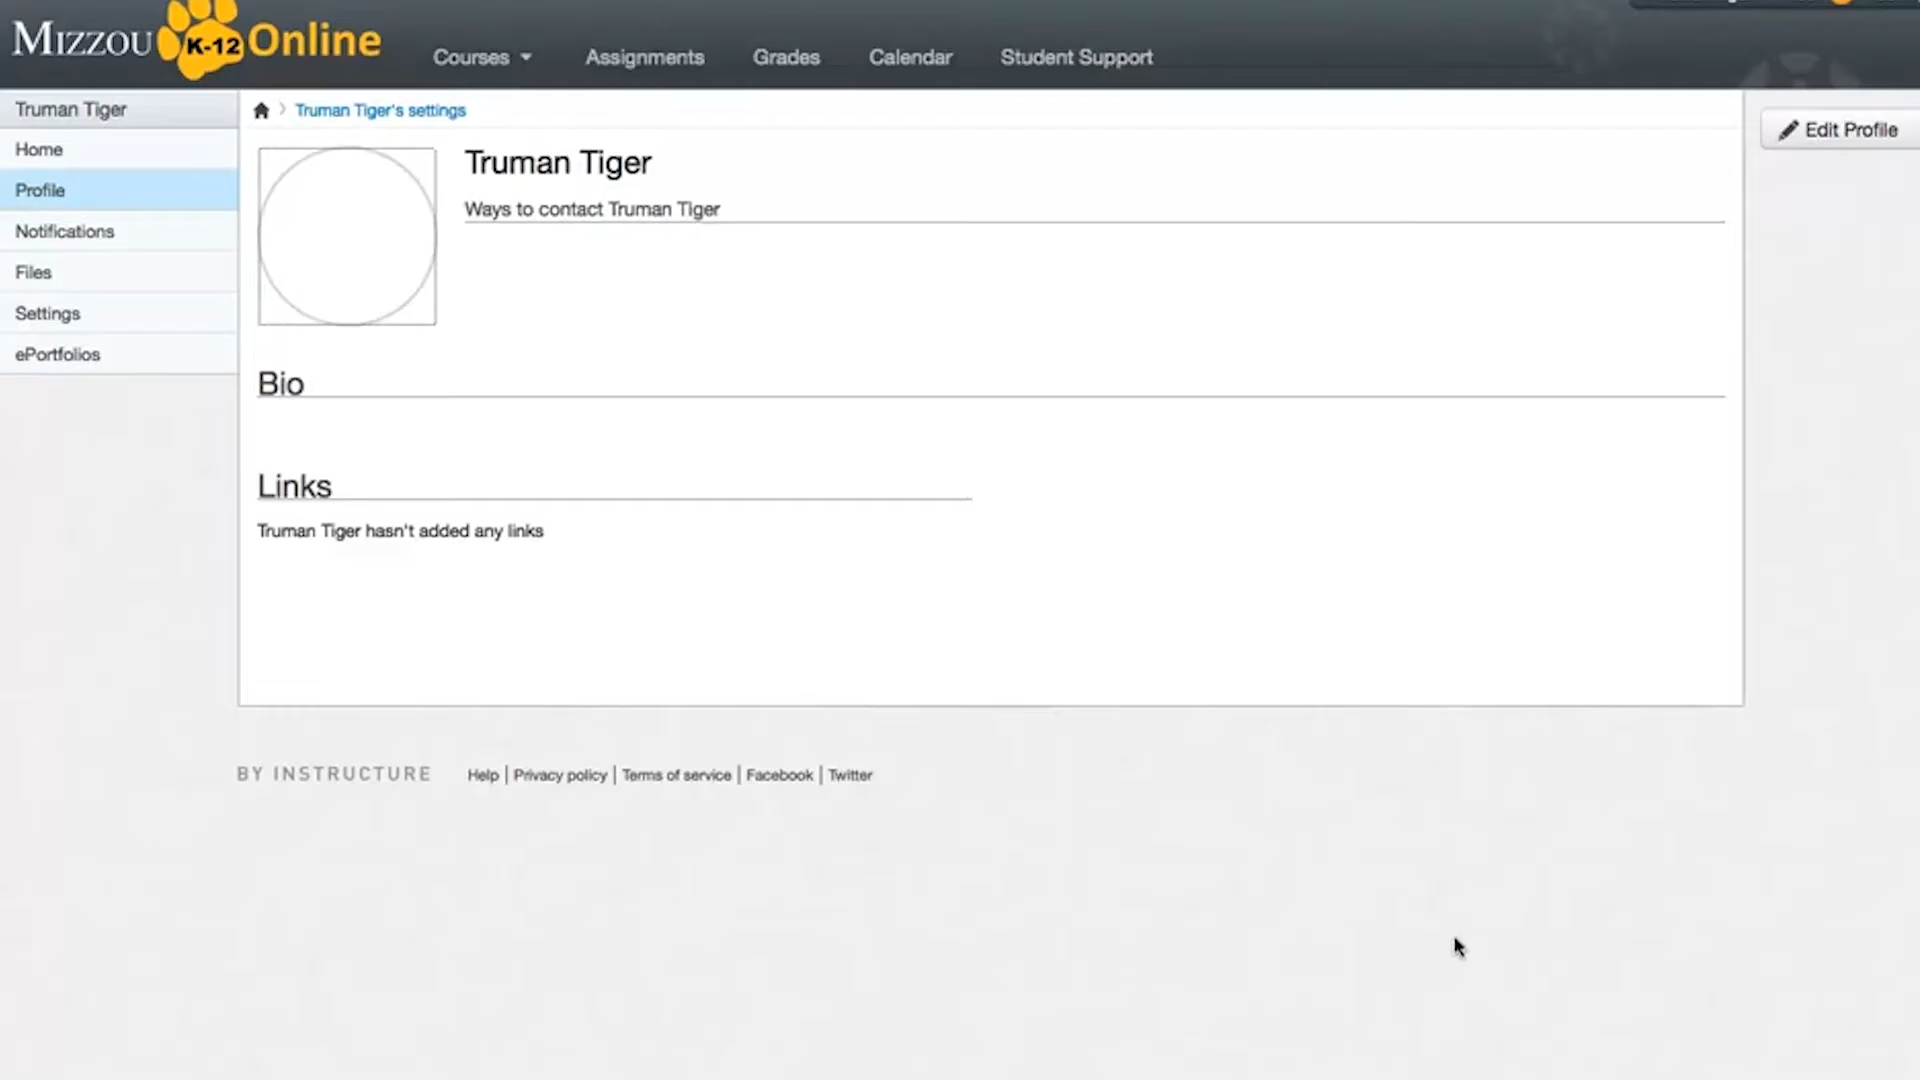 MIZZOU K-12 Online
Courses
Assignments
Grades
Calendar
Student Support
Truman Tiger
Home
Profile
Notifications
Files
Settings
ePortfolios
Truman Tiger's settings
Edit Profile
Truman Tiger
Ways to contact Truman Tiger
Bio
Links
Truman Tiger hasn't added any links
BY INSTRUCTURE
Help | Privacy policy | Terms of service | Facebook | Twitter